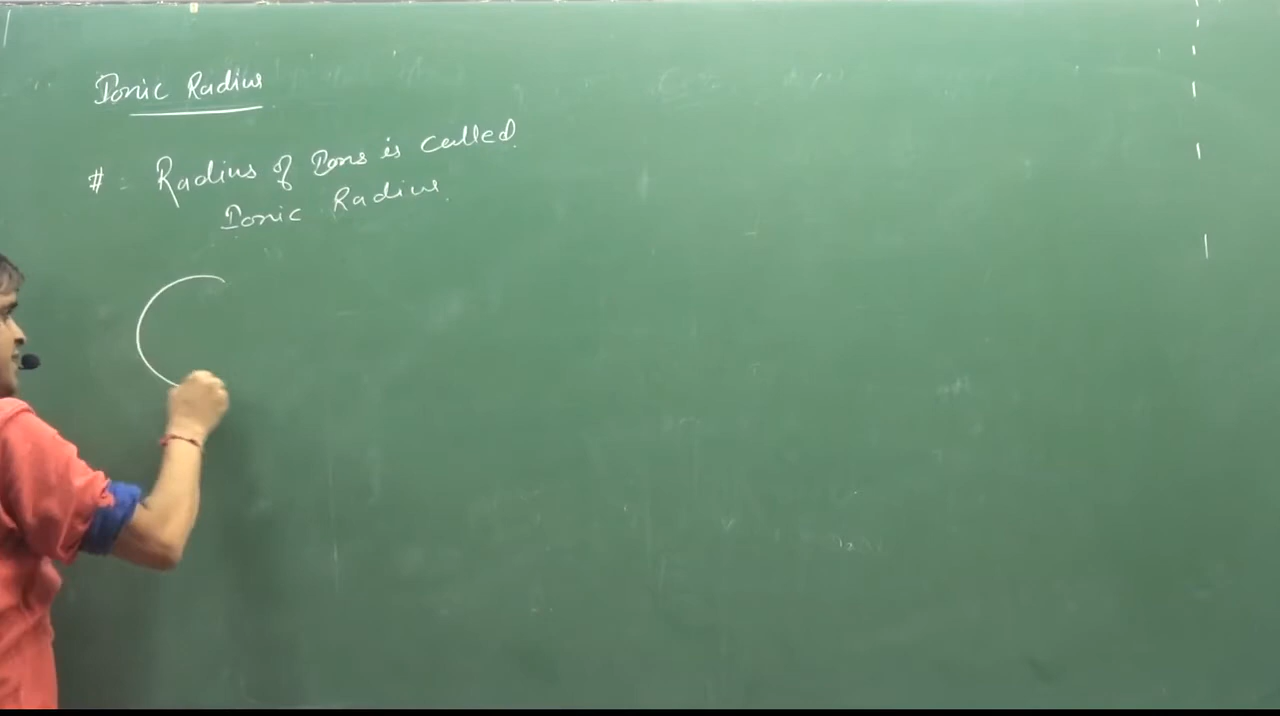 Ionic Radius
# = Radius of Ions is called
Ionic Radius.